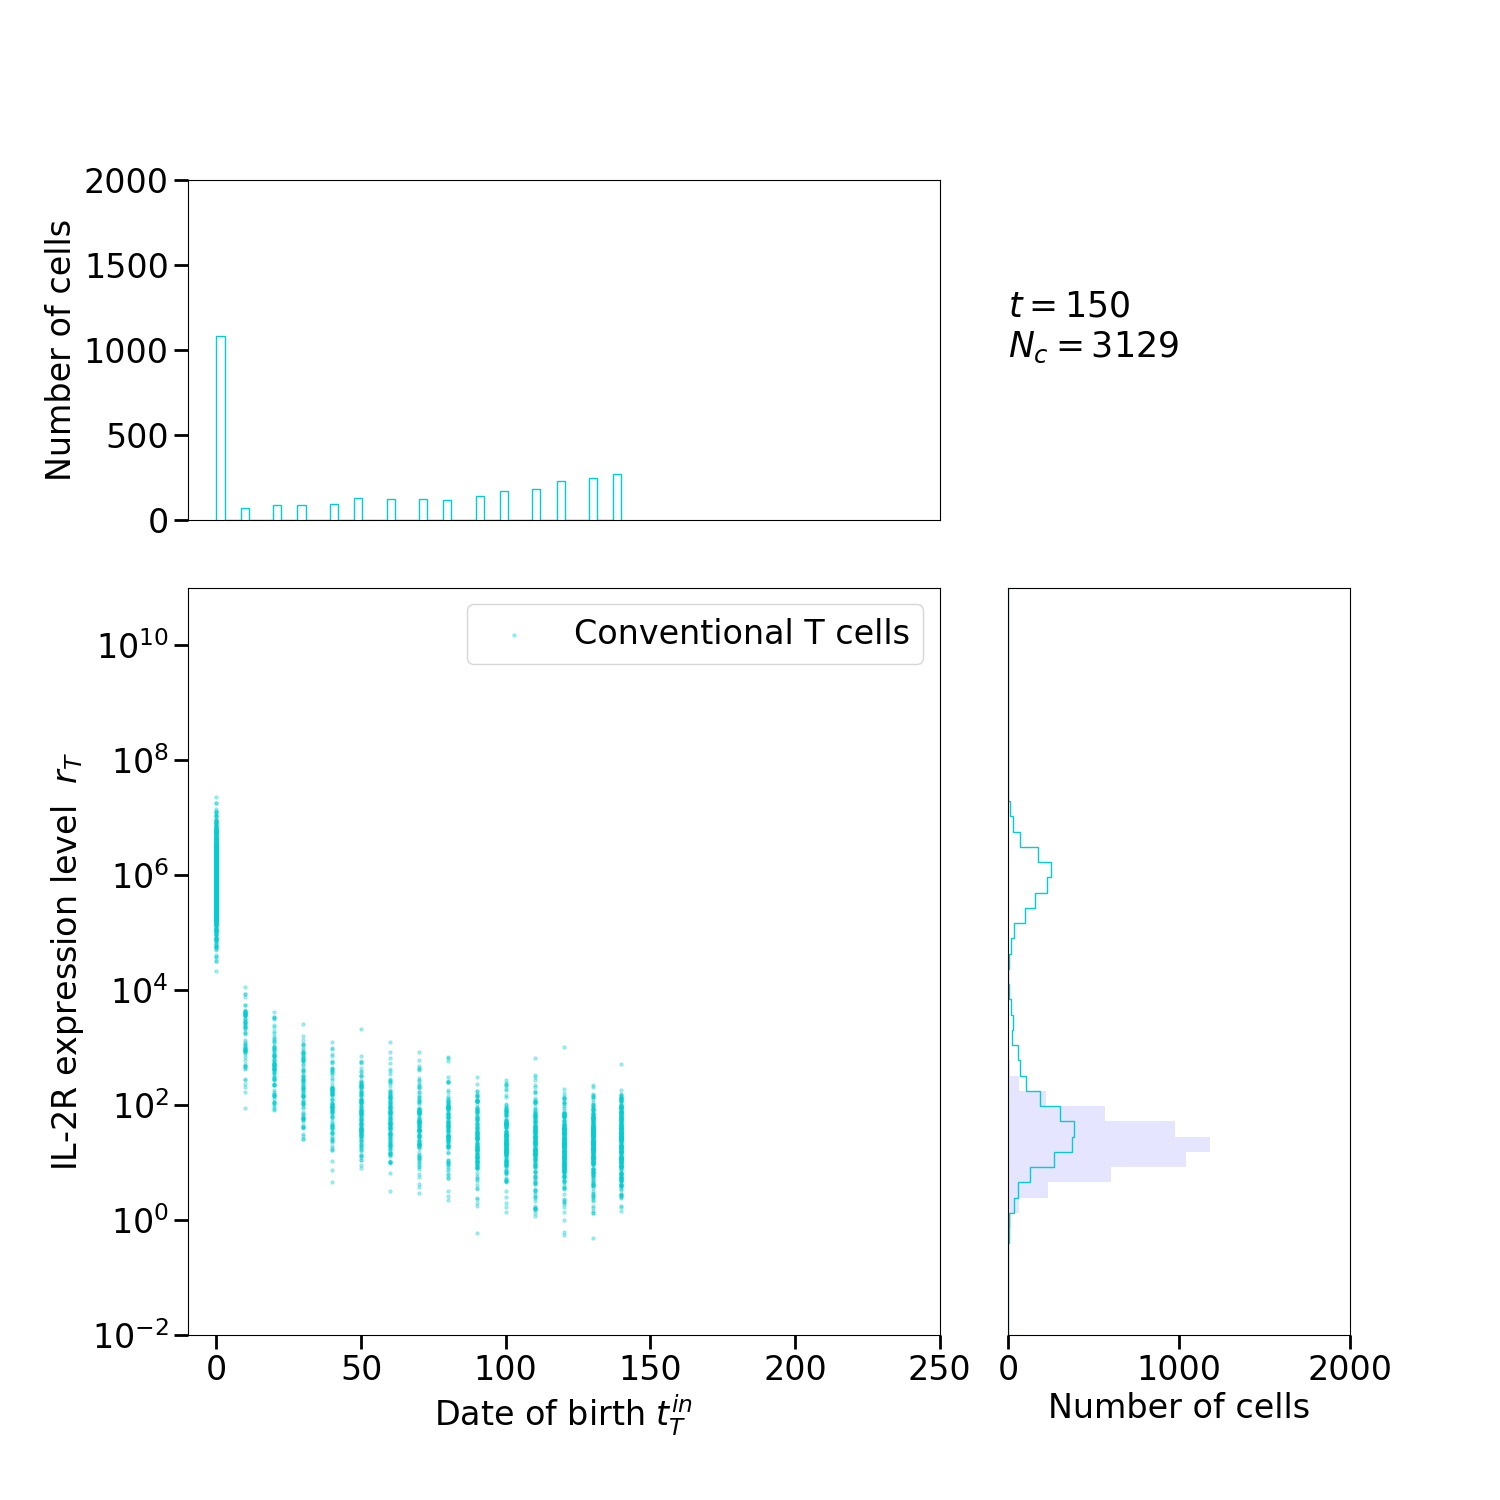 2000
1500
1000
500
0
Number of cells
t = 150
N_c = 3129
Conventional T cells
10^10
10^8
10^6
10^4
10^2
10^0
10^−2
IL-2R expression level r_T
0 50 100 150 200 250
Date of birth t_T^in
0 1000 2000
Number of cells